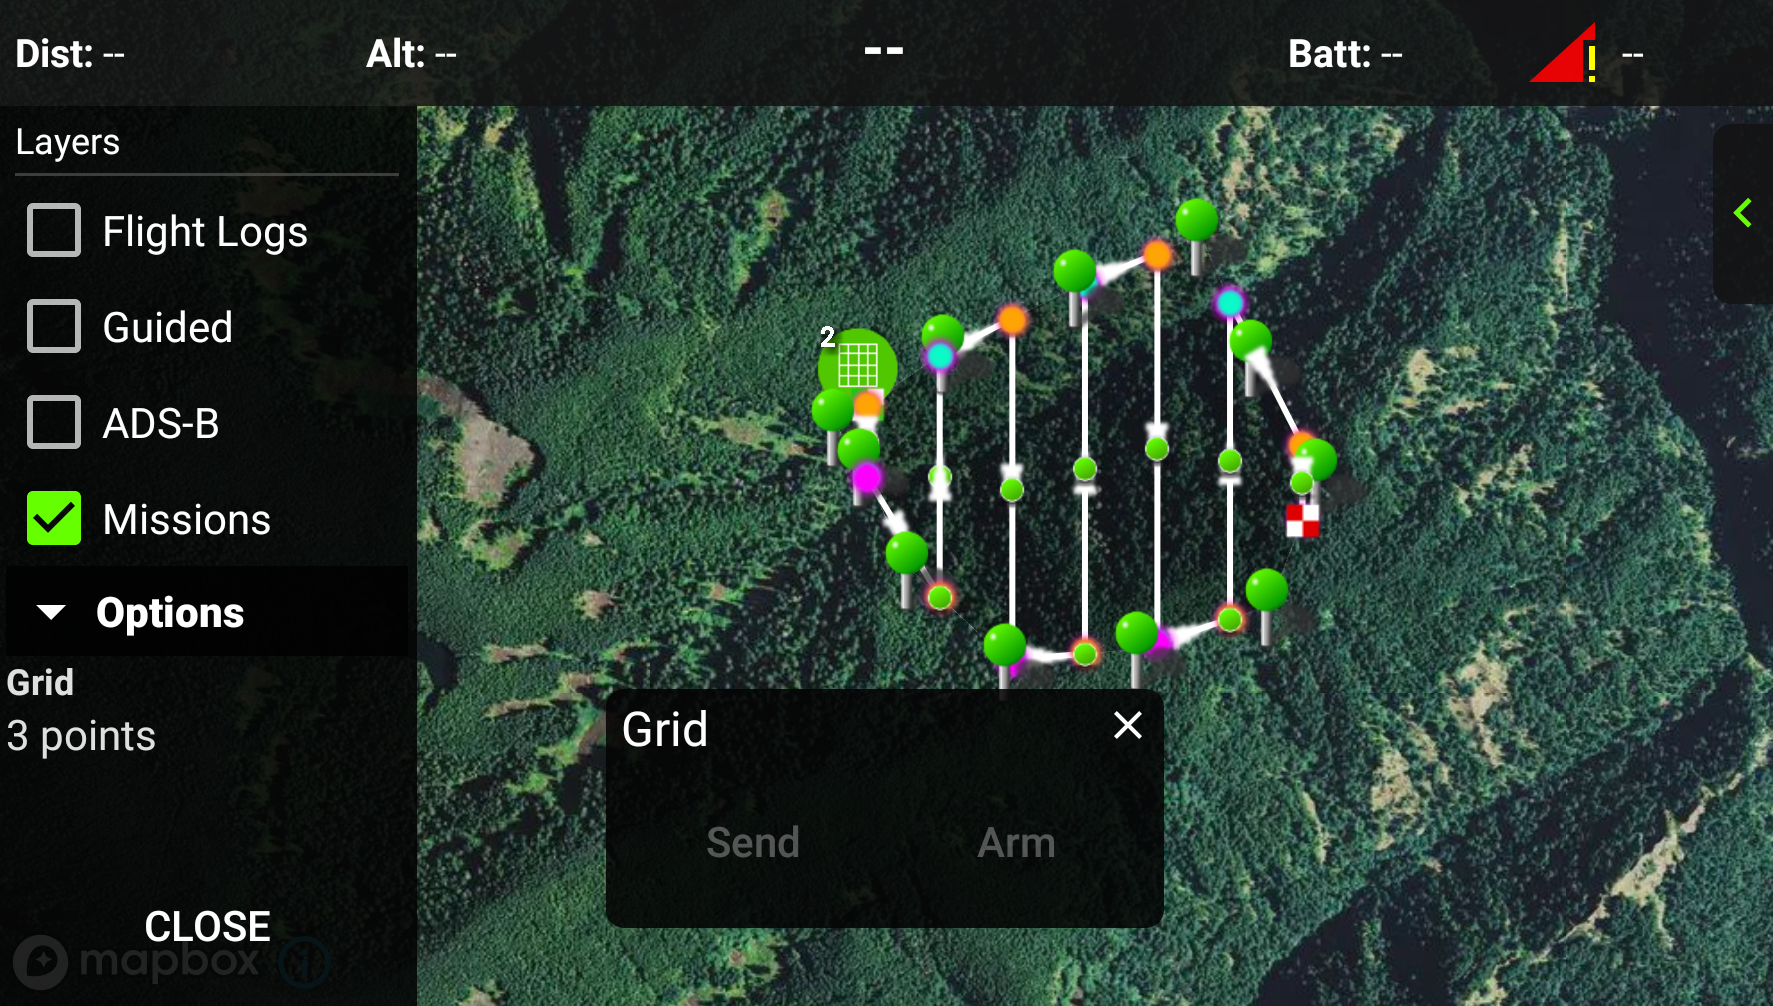 Dist: --
Alt: --
--
Batt: --
--
Layers
Flight Logs
Guided
ADS-B
Missions
Options
Grid
3 points
CLOSE
mapbox
2
Grid
Send
Arm